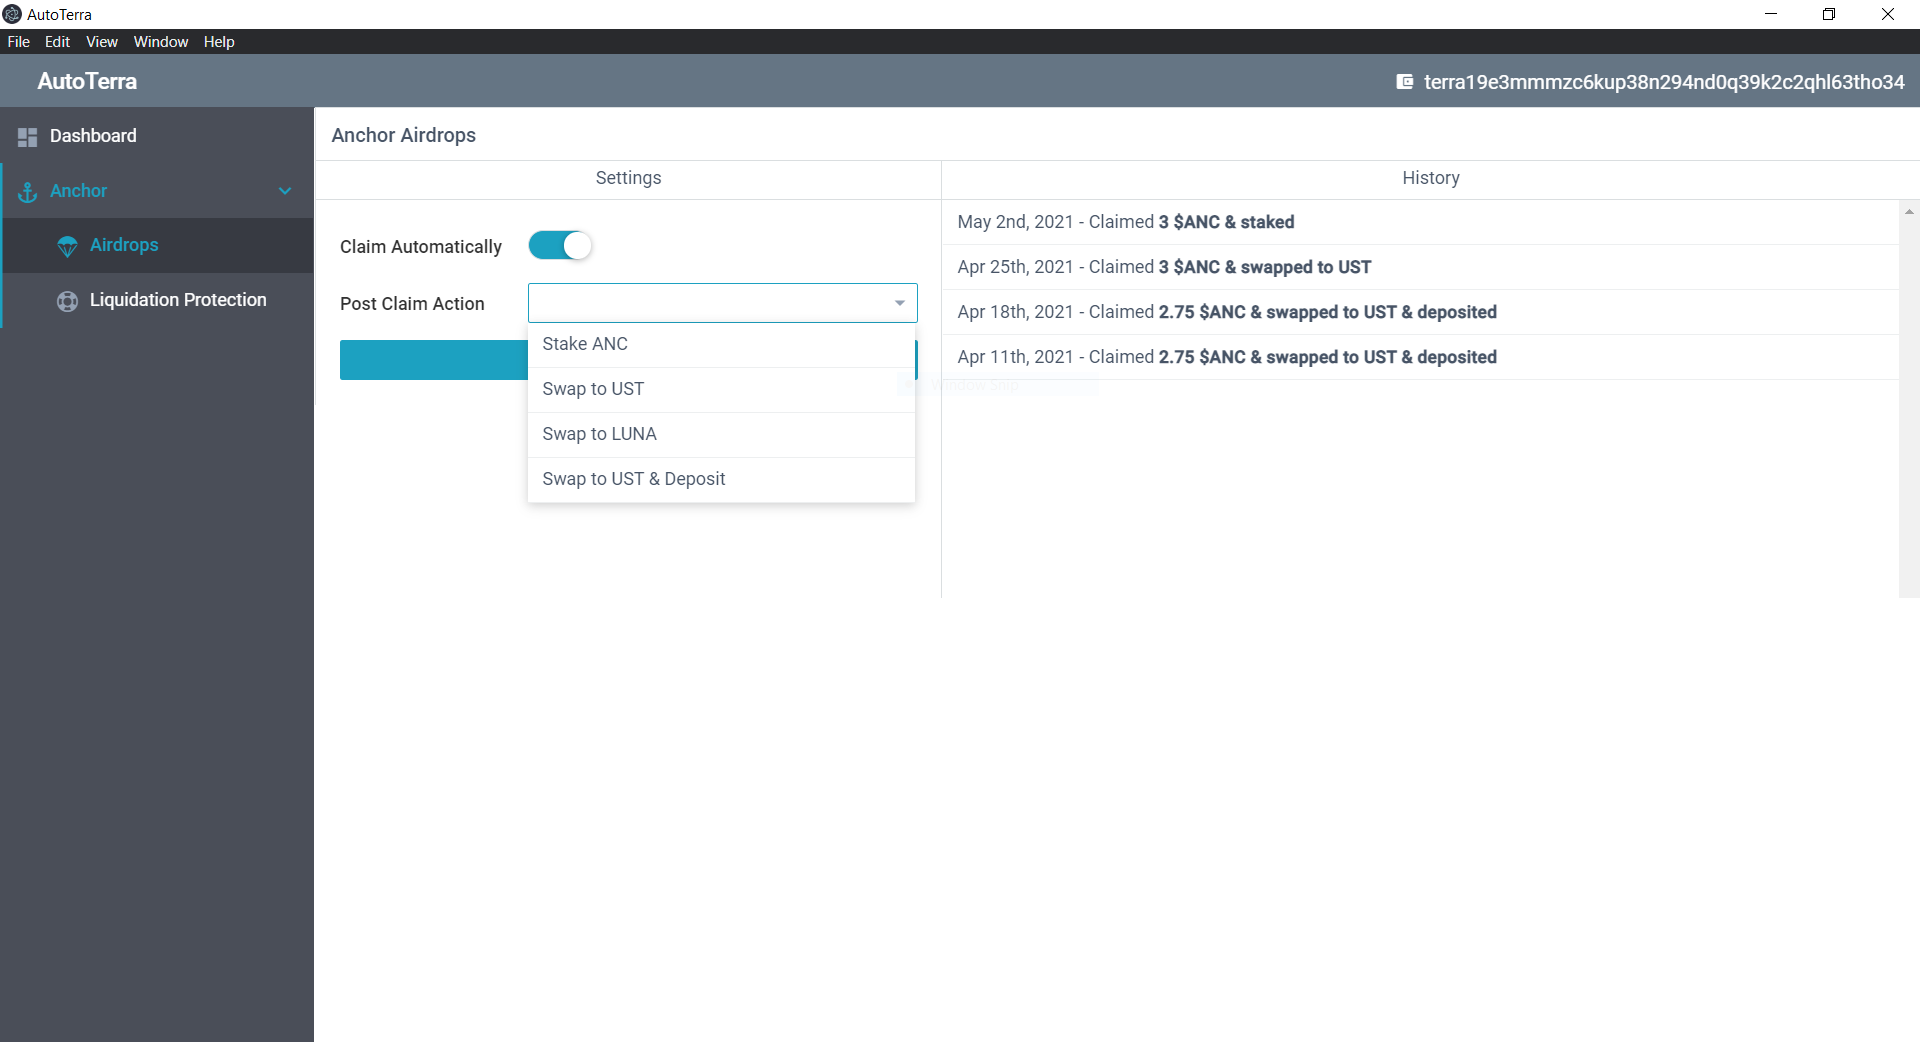 AutoTerra
File Edit View Window Help
AutoTerra
terra19e3mmmzc6kup38n294nd0q39k2c2qhl63tho34
Dashboard
Anchor
Airdrops
Liquidation Protection
Anchor Airdrops
Settings
Claim Automatically
Post Claim Action
Stake ANC
Swap to UST
Swap to LUNA
Swap to UST & Deposit
History
May 2nd, 2021 - Claimed 3 $ANC & staked
Apr 25th, 2021 - Claimed 3 $ANC & swapped to UST
Apr 18th, 2021 - Claimed 2.75 $ANC & swapped to UST & deposited
Apr 11th, 2021 - Claimed 2.75 $ANC & swapped to UST & deposited
Window Snip